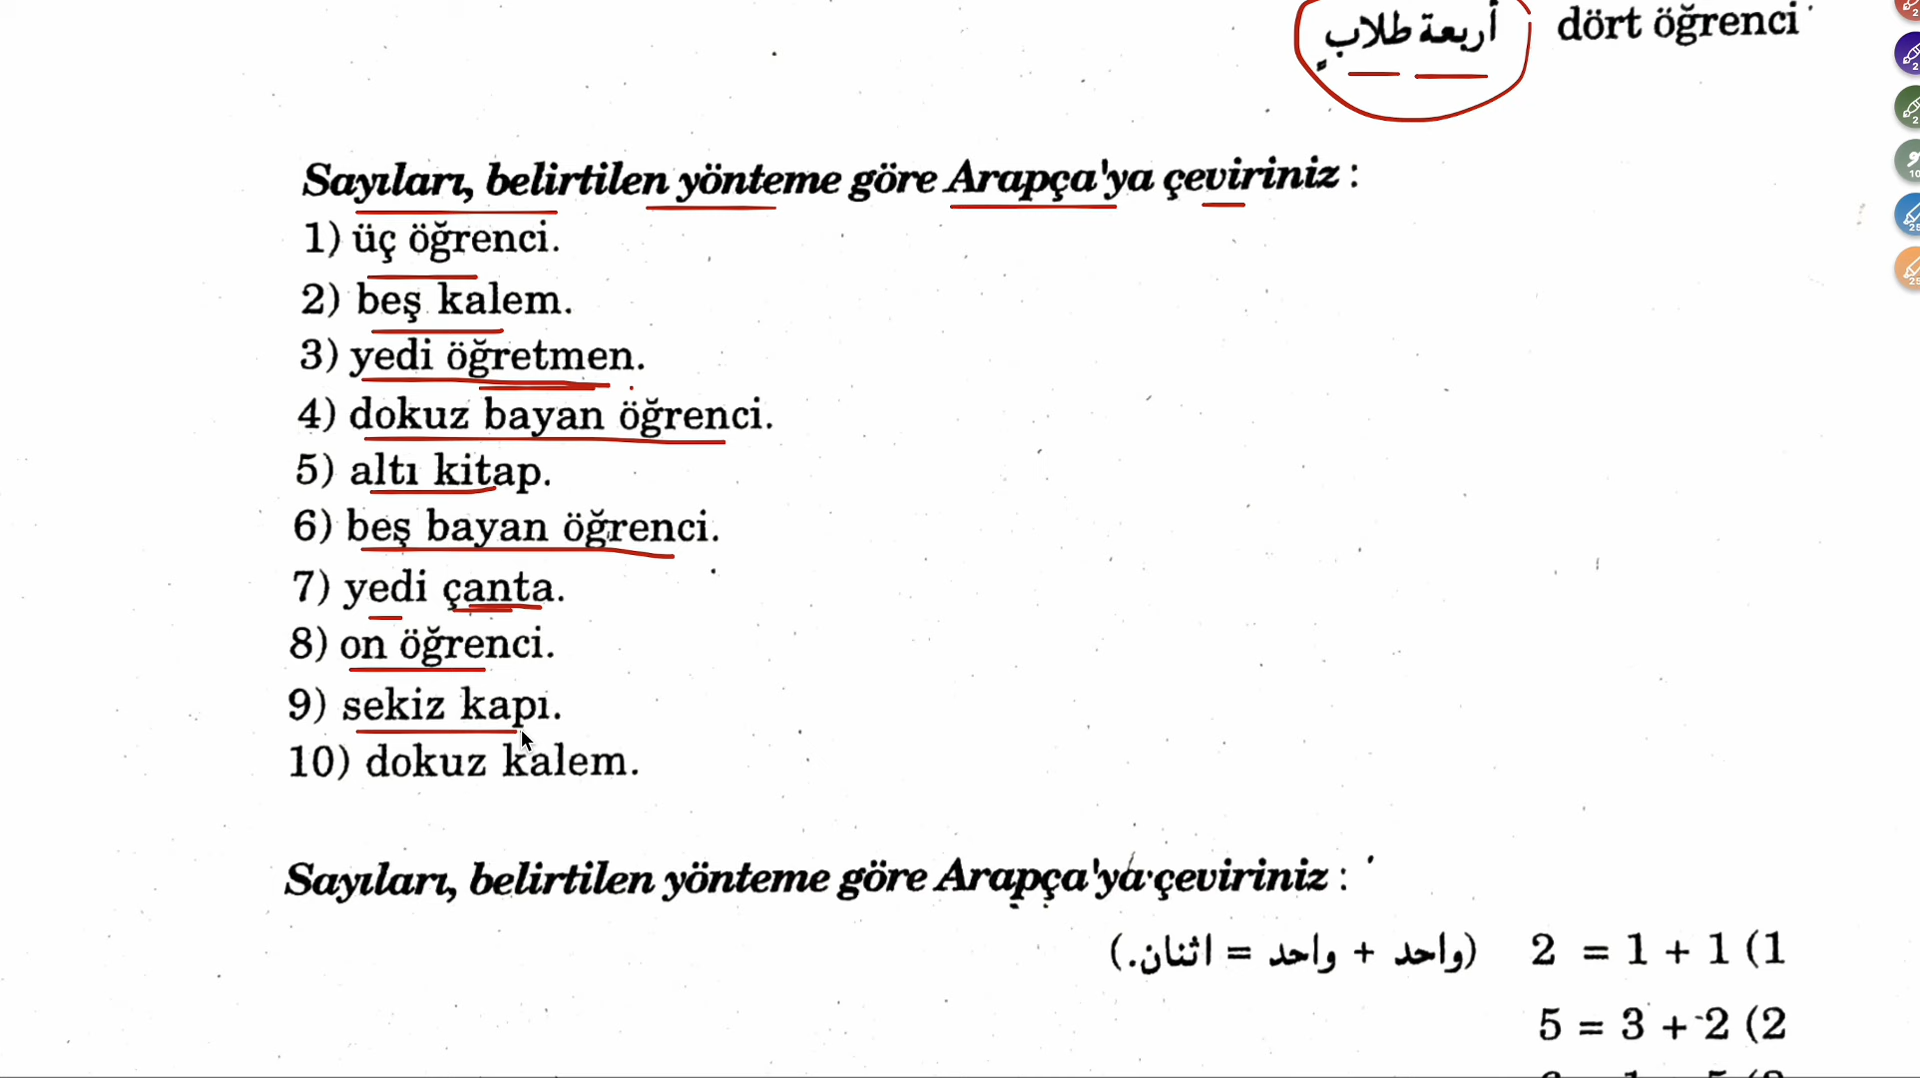 أربعة طلابٍ dört öğrenci
Sayıları, belirtilen yönteme göre Arapça'ya çeviriniz :
1) üç öğrenci.
2) beş kalem.
3) yedi öğretmen.
4) dokuz bayan öğrenci.
5) altı kitap.
6) beş bayan öğrenci.
7) yedi çanta.
8) on öğrenci.
9) sekiz kapı.
10) dokuz kalem.
Sayıları, belirtilen yönteme göre Arapça'ya çeviriniz :
(واحد + واحد = اثنان.) 2 = 1 + 1 (1
5 = 3 + 2 (2